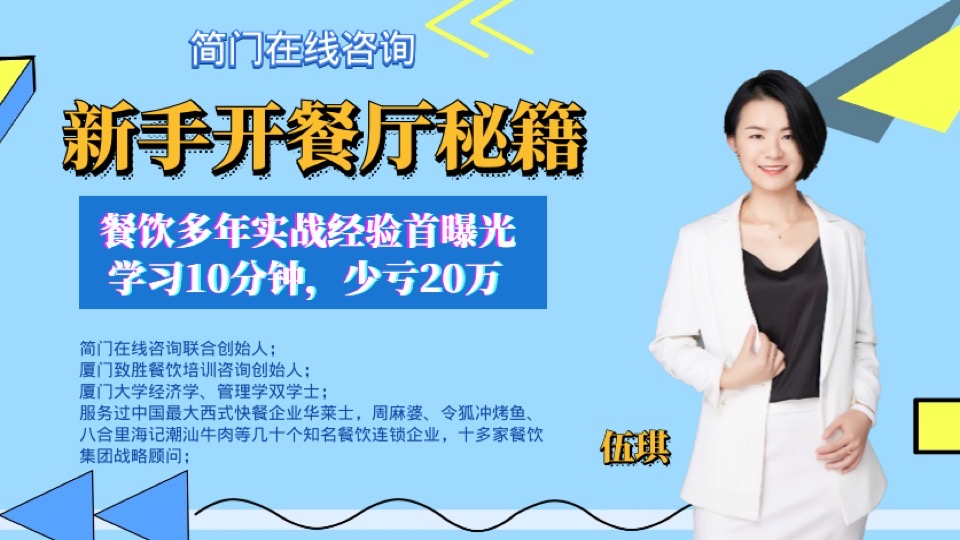 简门在线咨询
新手开餐厅秘籍
餐饮多年实战经验首曝光
学习10分钟，少亏20万
简门在线咨询联合创始人；
厦门致胜餐饮培训咨询创始人；
厦门大学经济学、管理学双学士；
服务过中国最大西式快餐企业华莱士，周麻婆、令狐冲烤鱼、
八合里海记潮汕牛肉等几十个知名餐饮连锁企业，十多家餐饮
集团战略顾问；
伍琪